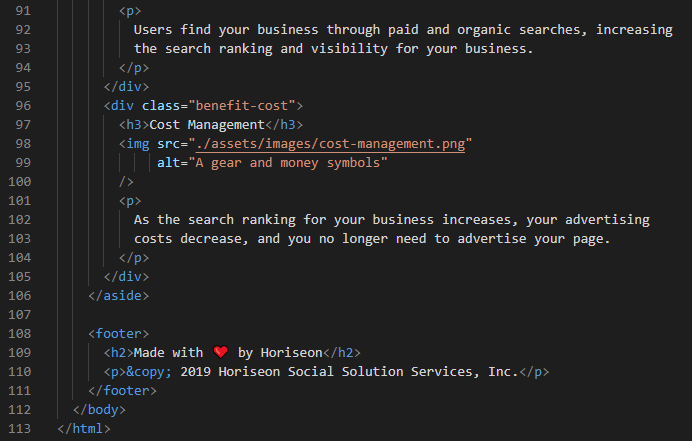 91 <p>
92 Users find your business through paid and organic searches, increasing
93 the search ranking and visibility for your business.
94 </p>
95 </div>
96 <div class="benefit-cost">
97 <h3>Cost Management</h3>
98 <img src="./assets/images/cost-management.png"
99 alt="A gear and money symbols"
100 />
101 <p>
102 As the search ranking for your business increases, your advertising
103 costs decrease, and you no longer need to advertise your page.
104 </p>
105 </div>
106 </aside>
107
108 <footer>
109 <h2>Made with ❤️ by Horiseon</h2>
110 <p>&copy; 2019 Horiseon Social Solution Services, Inc.</p>
111 </footer>
112 </body>
113 </html>